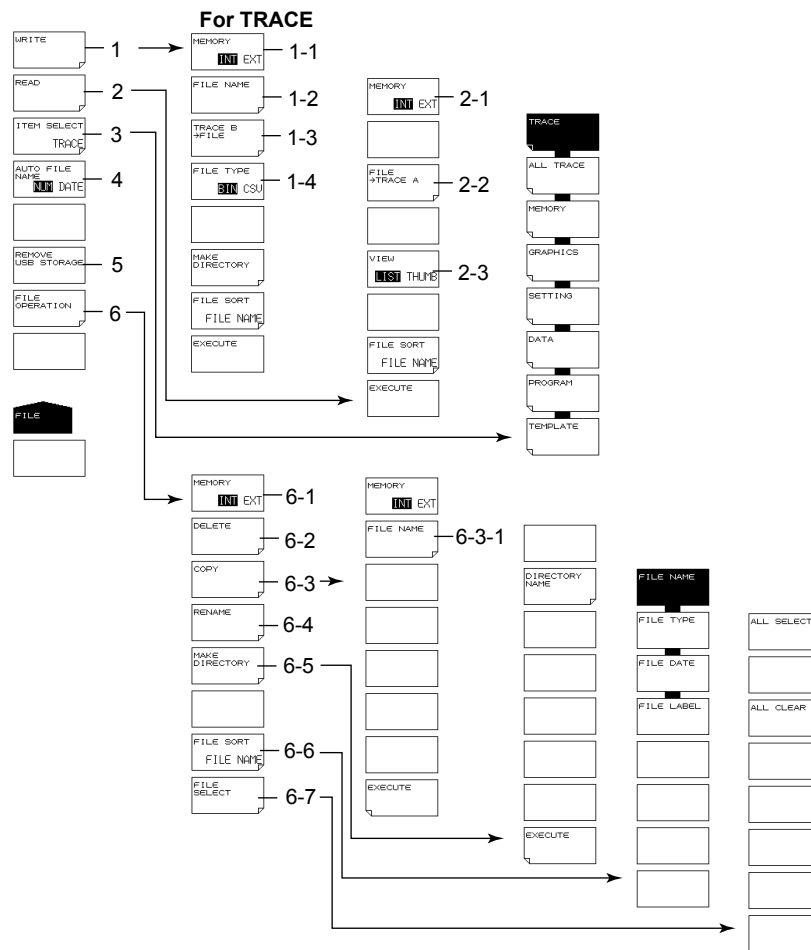 For TRACE
WRITE
1
READ
2
ITEM SELECT
TRACE
3
AUTO FILE
NAME
NUM DATE
4
REMOVE
USB STORAGE
5
FILE
OPERATION
6
FILE
MEMORY
INT EXT
1-1
FILE NAME
1-2
TRACE B
→FILE
1-3
FILE TYPE
BIN CSV
1-4
MAKE
DIRECTORY
FILE SORT
FILE NAME
EXECUTE
MEMORY
INT EXT
2-1
FILE
→TRACE A
2-2
VIEW
LIST THUMB
2-3
FILE SORT
FILE NAME
EXECUTE
TRACE
ALL TRACE
MEMORY
GRAPHICS
SETTING
DATA
PROGRAM
TEMPLATE
MEMORY
INT EXT
6-1
DELETE
6-2
COPY
6-3
RENAME
6-4
MAKE
DIRECTORY
6-5
FILE SORT
FILE NAME
6-6
FILE
SELECT
6-7
MEMORY
INT EXT
FILE NAME
6-3-1
EXECUTE
DIRECTORY
NAME
EXECUTE
FILE NAME
FILE TYPE
FILE DATE
FILE LABEL
ALL SELECT
ALL CLEAR